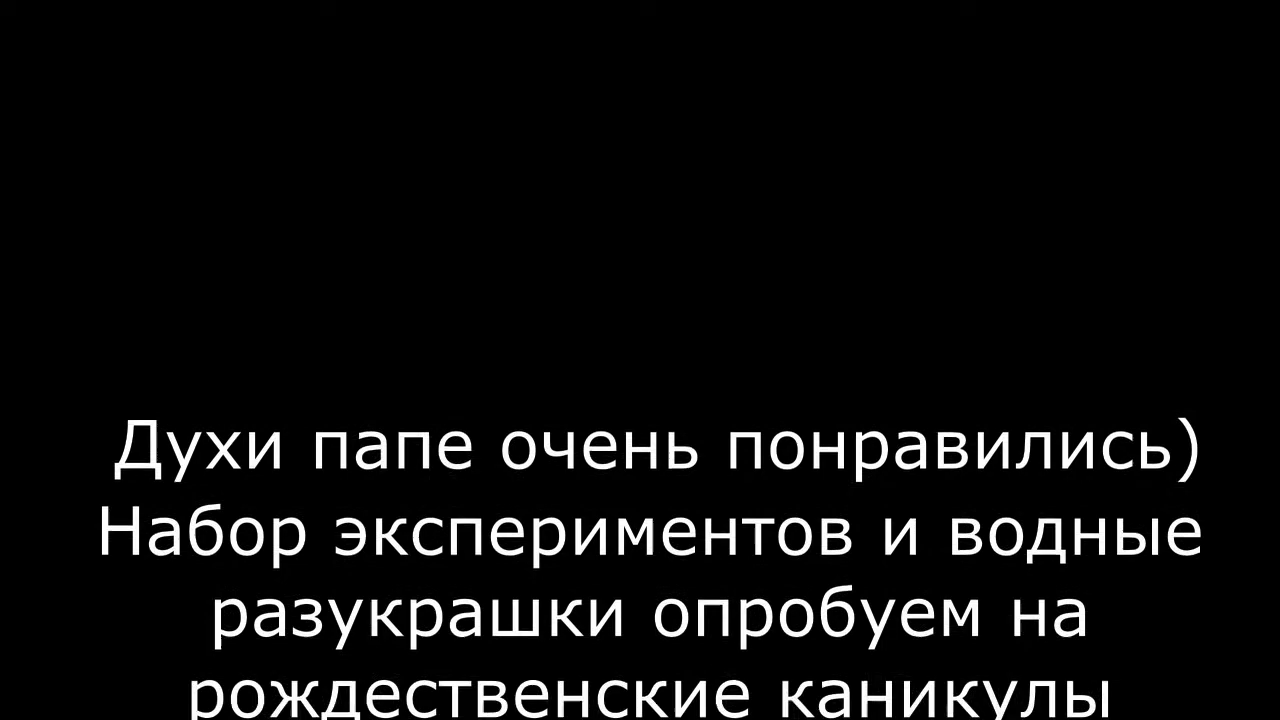 Духи папе очень понравились)
Набор экспериментов и водные
разукрашки опробуем на
рождественские каникулы